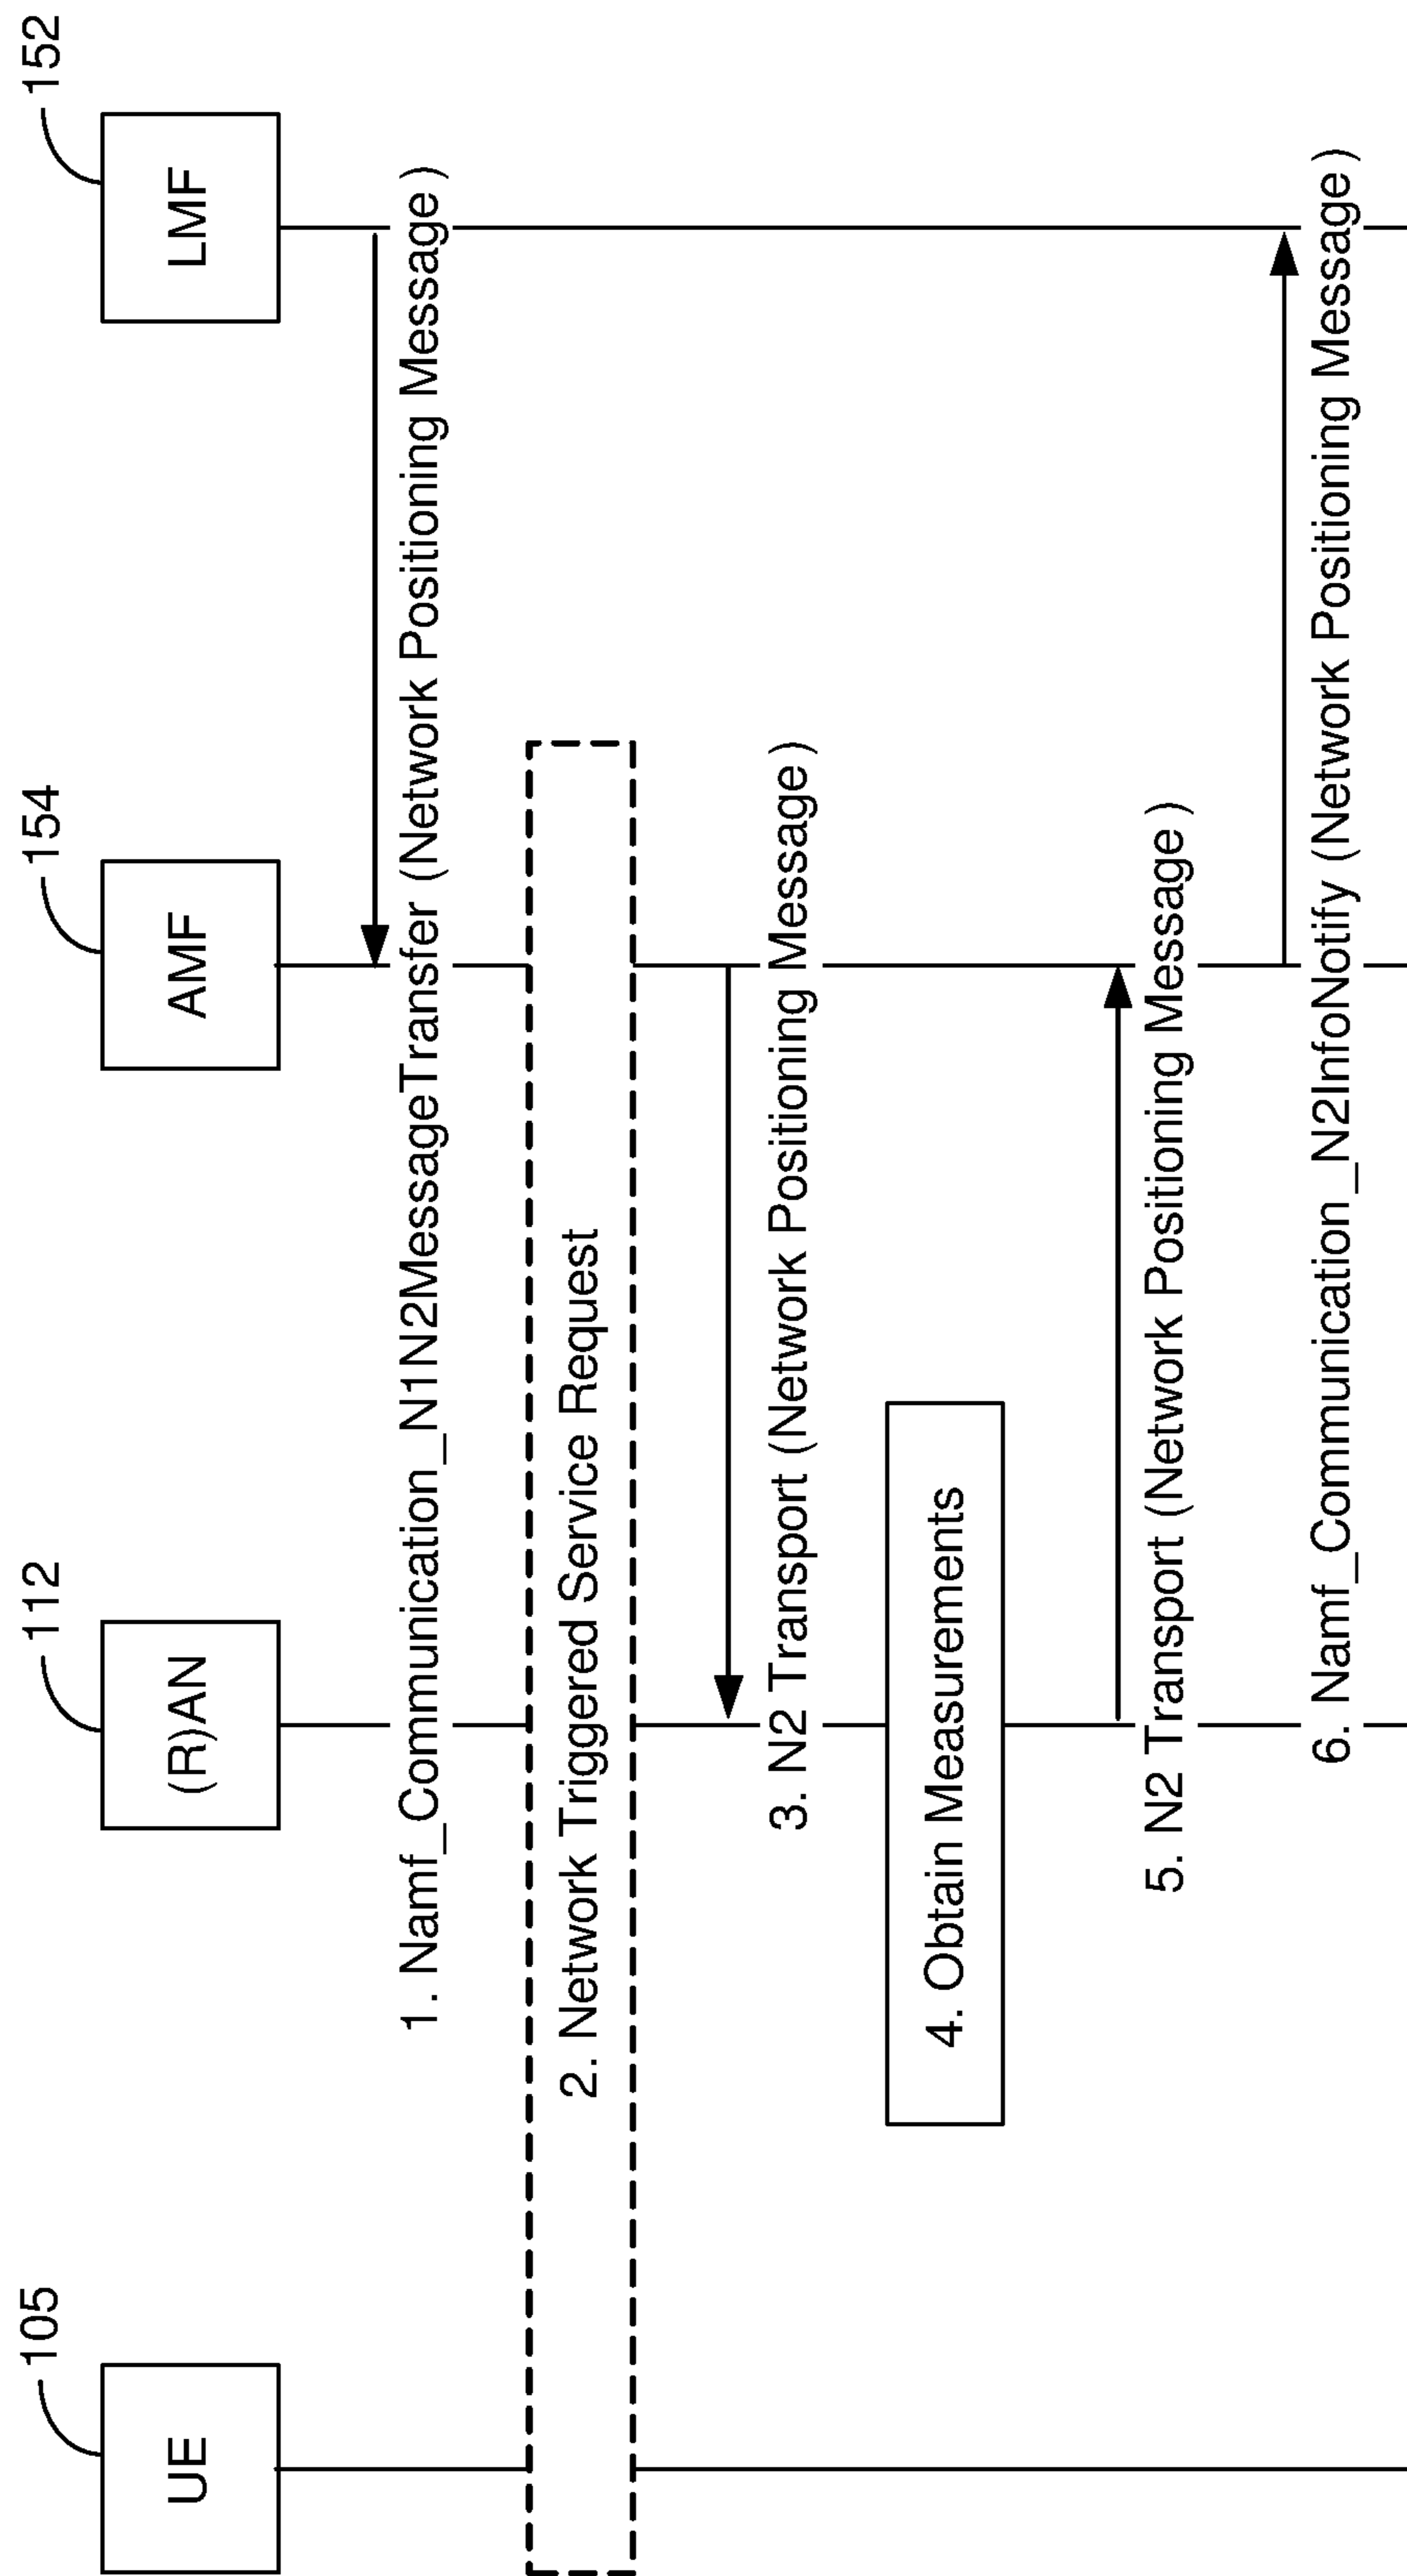 105
112
154
152
UE
(R)AN
AMF
LMF
1. Namf_Communication_N1N2MessageTransfer (Network Positioning Message)
2. Network Triggered Service Request
3. N2 Transport (Network Positioning Message)
4. Obtain Measurements
5. N2 Transport (Network Positioning Message)
6. Namf_Communication_N2InfoNotify (Network Positioning Message)